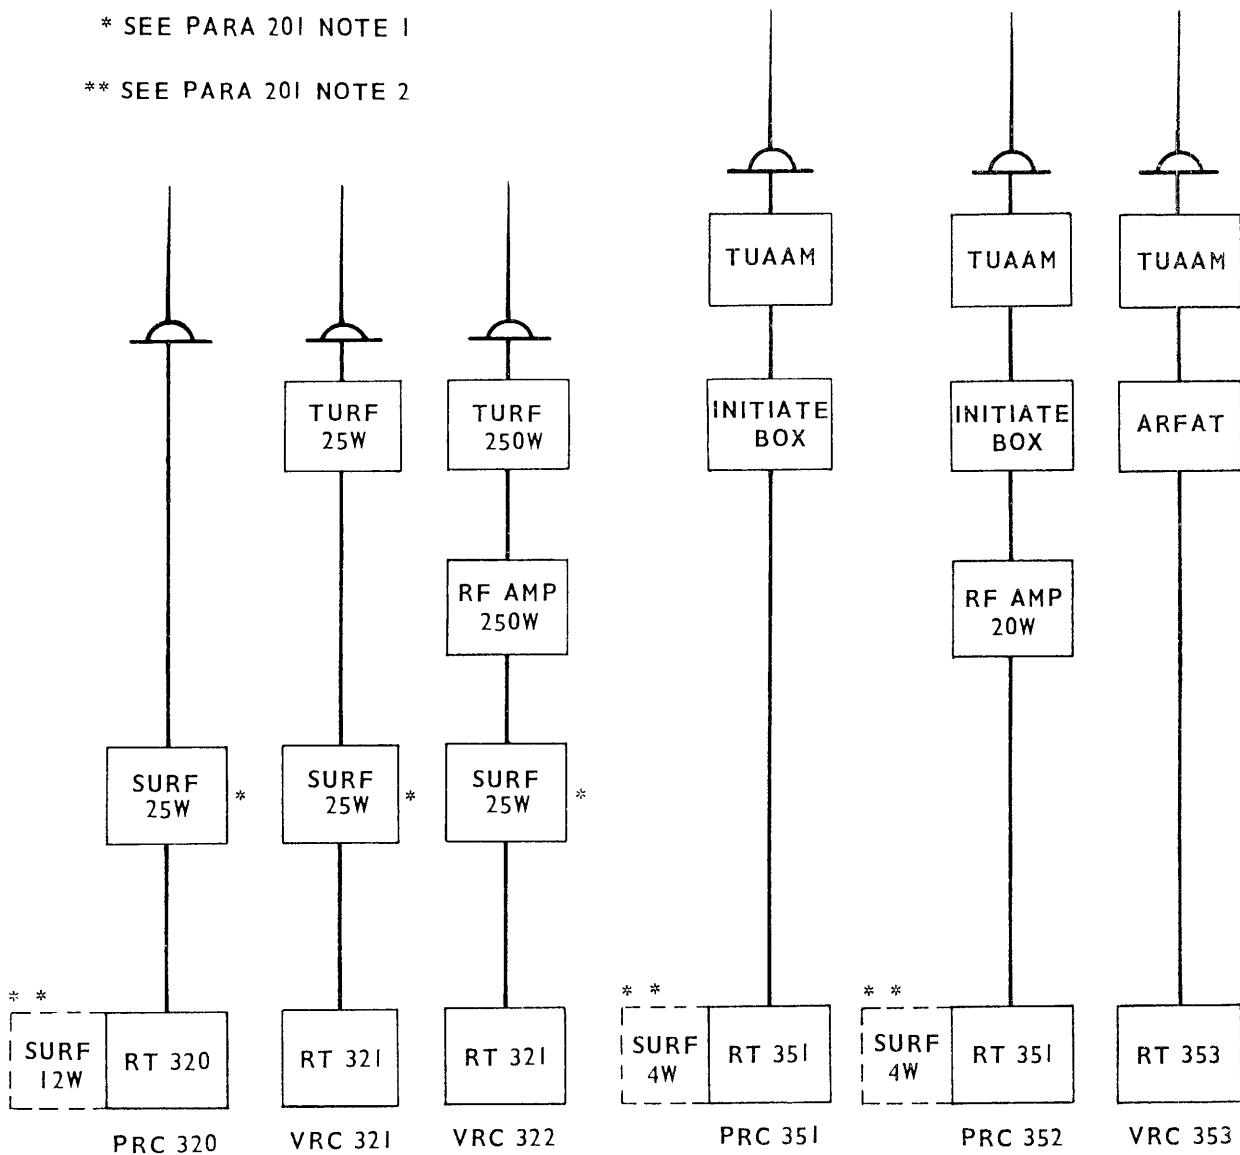 * SEE PARA 201 NOTE 1
** SEE PARA 201 NOTE 2
TUAAM
TUAAM
TUAAM
TURF
25W
TURF
250W
INITIATE
BOX
INITIATE
BOX
ARFAT
RF AMP
250W
RF AMP
20W
SURF
25W
*
SURF
25W
*
SURF
25W
*
* *
SURF
12W
RT 320
RT 321
RT 321
* *
SURF
4W
RT 351
* *
SURF
4W
RT 351
RT 353
PRC 320
VRC 321
VRC 322
PRC 351
PRC 352
VRC 353